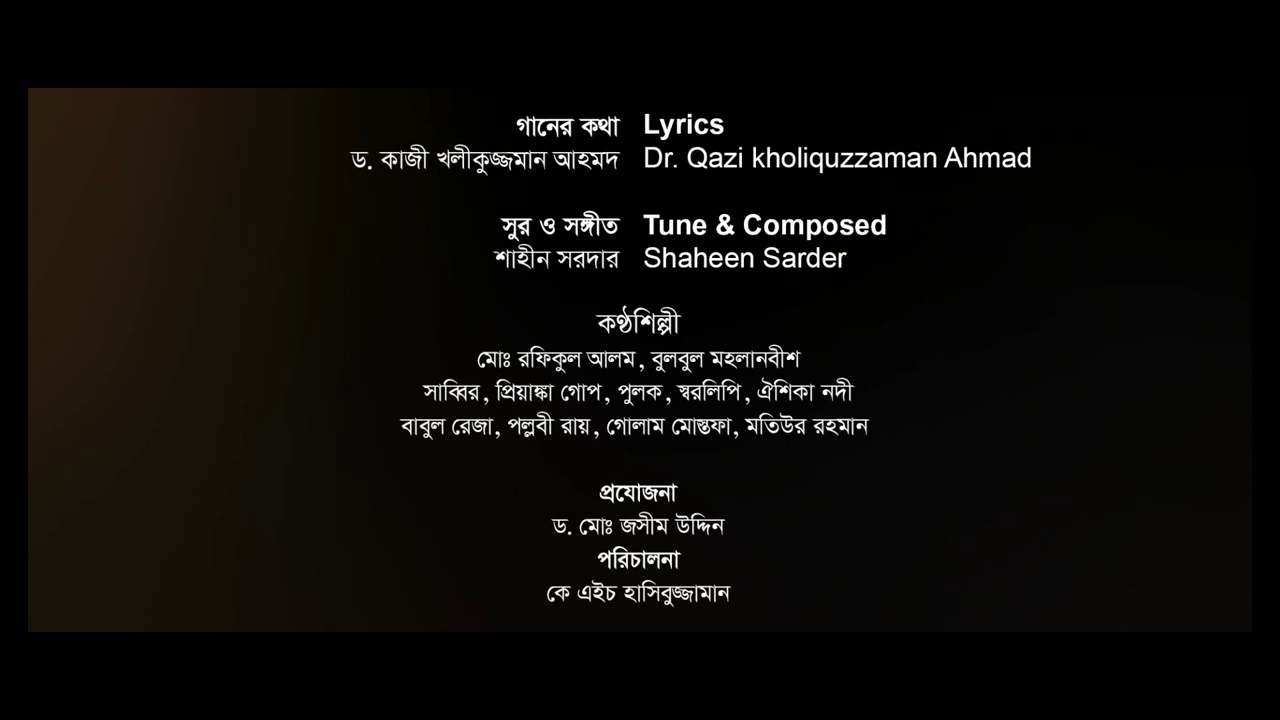 গানের কথা Lyrics
ড. কাজী খলীকুজ্জমান আহমদ Dr. Qazi kholiquzzaman Ahmad
সুর ও সঙ্গীত Tune & Composed
শাহীন সরদার Shaheen Sarder
কণ্ঠশিল্পী
মোঃ রফিকুল আলম, বুলবুল মহলানবীশ
সাব্বির, প্রিয়াঙ্কা গোপ, পুলক, স্বরলিপি, ঐশিকা নদী
বাবুল রেজা, পল্লবী রায়, গোলাম মোস্তফা, মতিউর রহমান
প্রযোজনা
ড. মোঃ জসীম উদ্দিন
পরিচালনা
কে এইচ হাসিবুজ্জামান